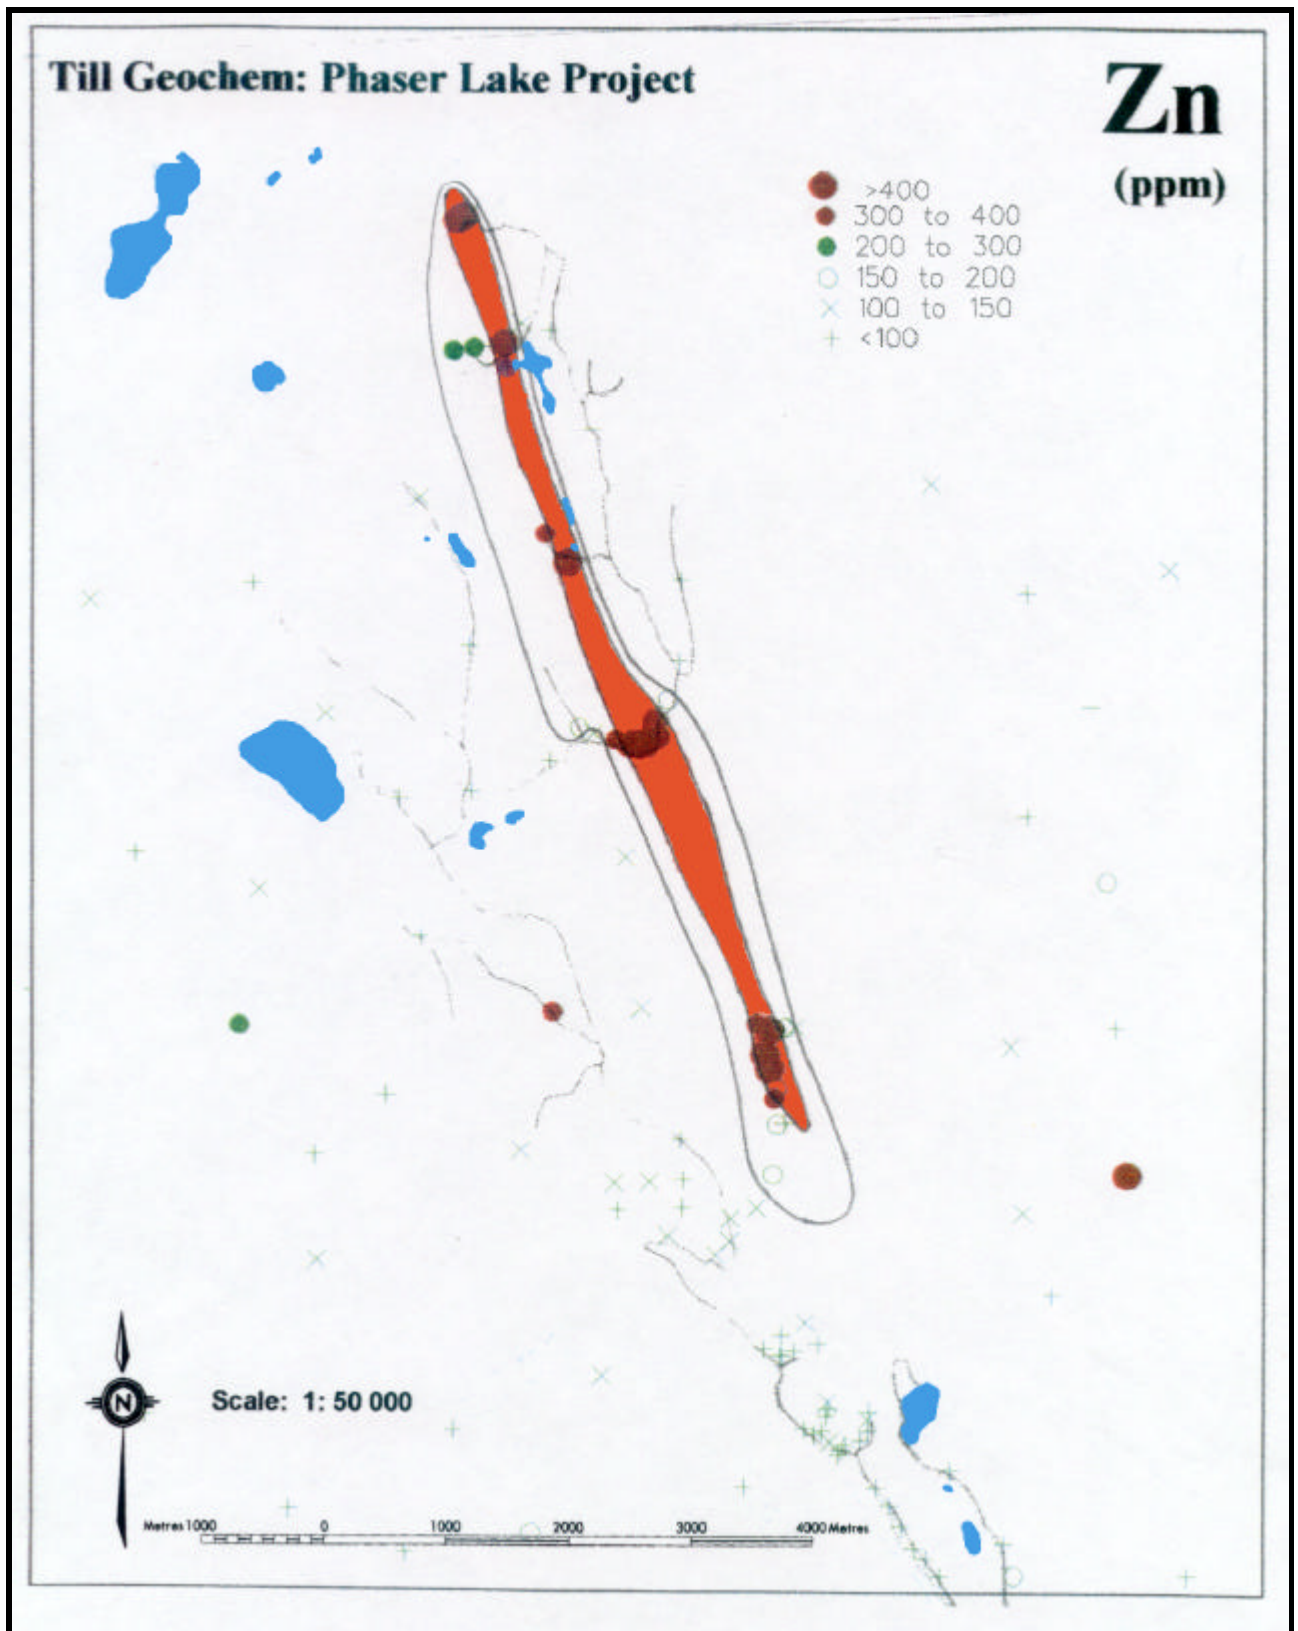 Till Geochem: Phaser Lake Project
Zn
(ppm)
>400
300 to 400
200 to 300
150 to 200
100 to 150
<100
N
Scale: 1: 50 000
Metres 1000 0 1000 2000 3000 4000 Metres